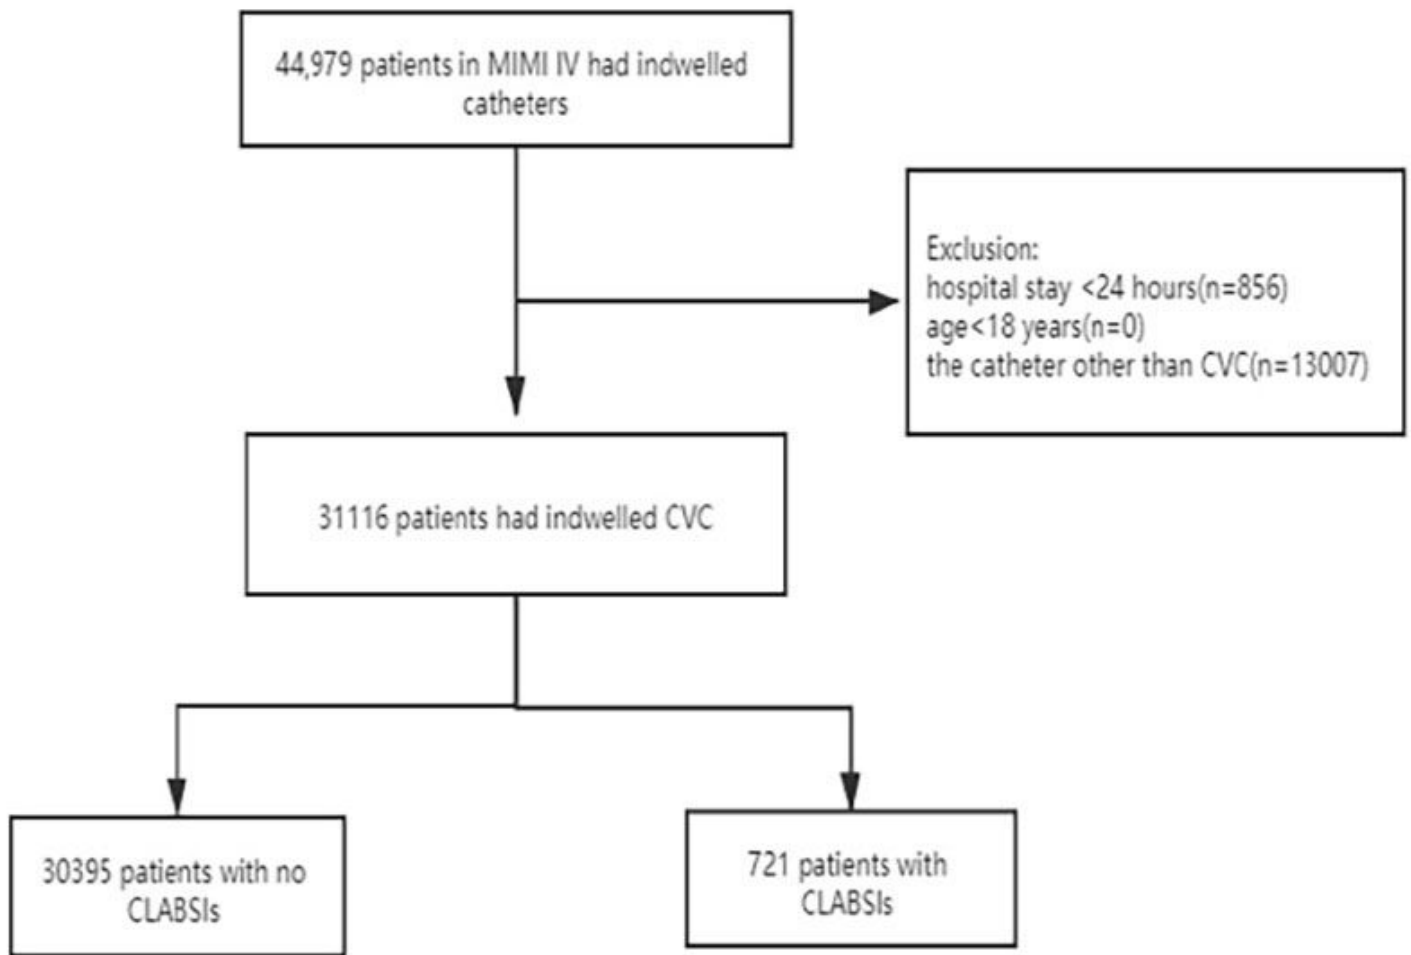 44,979 patients in MIMI IV had indwelled
catheters
Exclusion:
hospital stay <24 hours(n=856)
age<18 years(n=0)
the catheter other than CVC(n=13007)
31116 patients had indwelled CVC
30395 patients with no
CLABSIs
721 patients with
CLABSIs